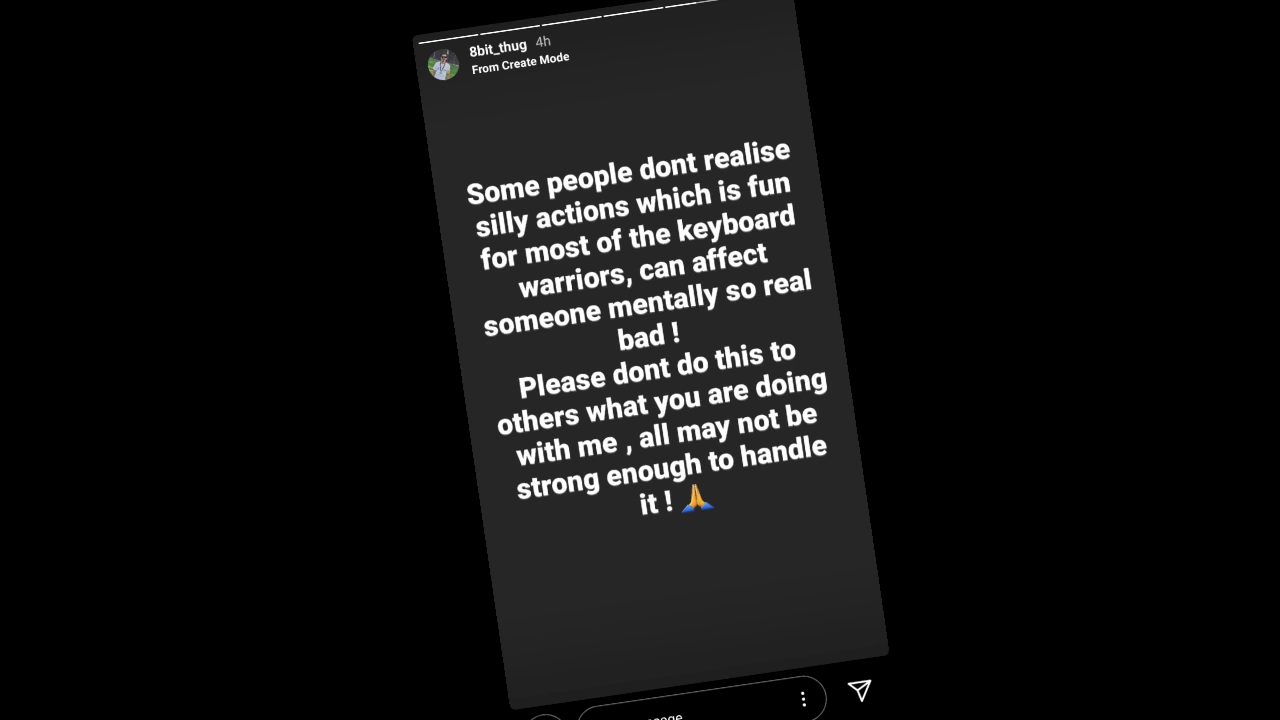 8bit_thug 4h
From Create Mode
Some people dont realise
silly actions which is fun
for most of the keyboard
warriors, can affect
someone mentally so real
bad !
Please dont do this to
others what you are doing
with me , all may not be
strong enough to handle
it ! 🙏